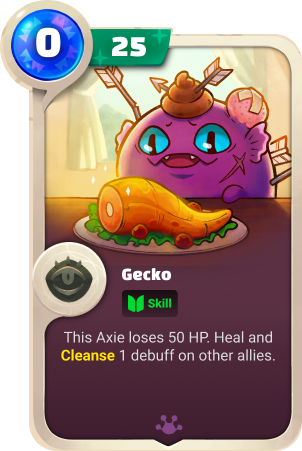 0
25
Gecko
Skill
This Axie loses 50 HP. Heal and
Cleanse 1 debuff on other allies.